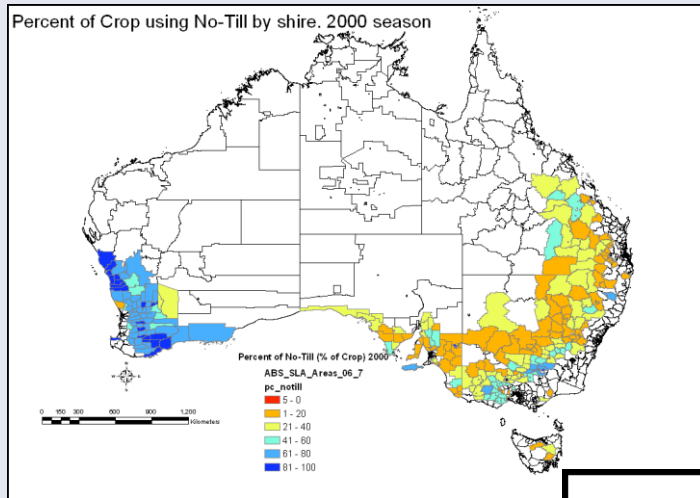 Percent of Crop using No-Till by shire. 2000 season
Percent of No-Till (% of Crop) 2000
ABS_SLA_Areas_06_7
pc_notill
5 - 0
1 - 20
21 - 40
41 - 60
61 - 80
81 - 100
N
W E
S
0 150 300 600 900 1,200
Kilometers